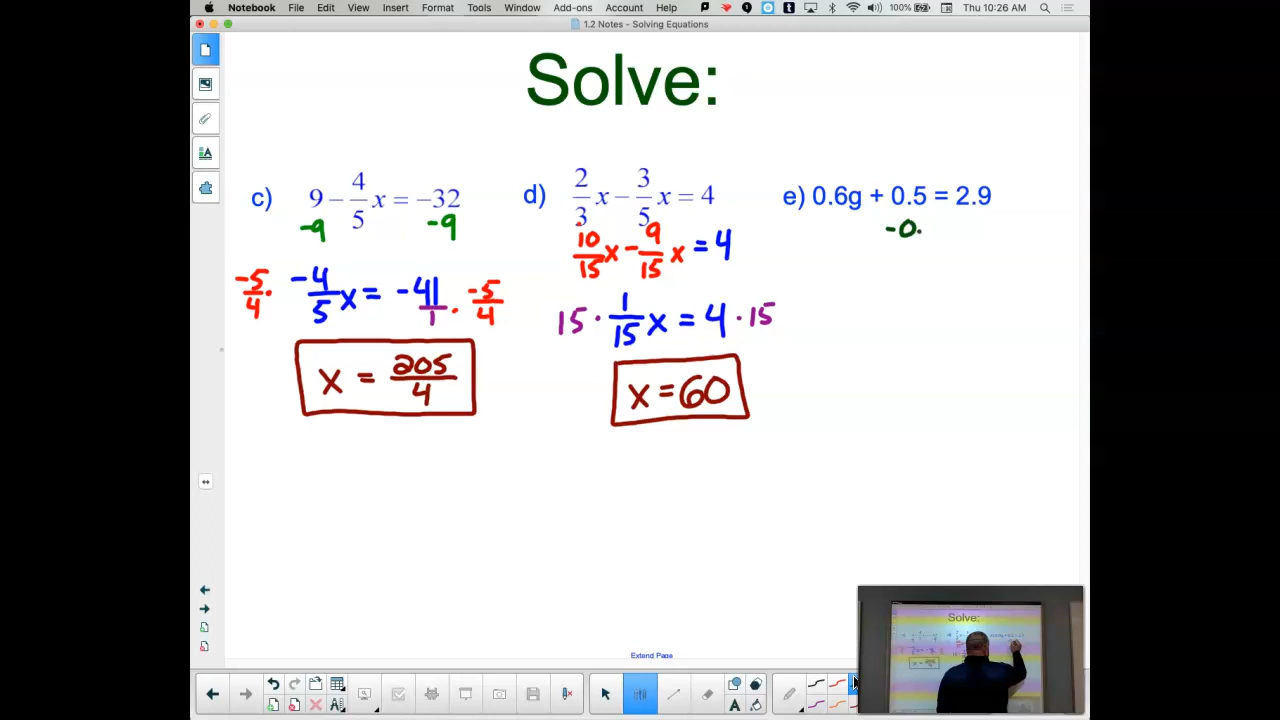 Notebook File Edit View Insert Format Tools Window Add-ons Account Help 100% Thu 10:26 AM
1.2 Notes - Solving Equations
Solve:
c) 9 - 4/5 x = -32
-9 -9
-5/4 · -4/5 x = -41/1 · -5/4
x = 205/4
d) 2/3 x - 3/5 x = 4
10/15 x - 9/15 x = 4
15 · 1/15 x = 4 · 15
x = 60
e) 0.6g + 0.5 = 2.9
-0.
Extend Page
Solve: